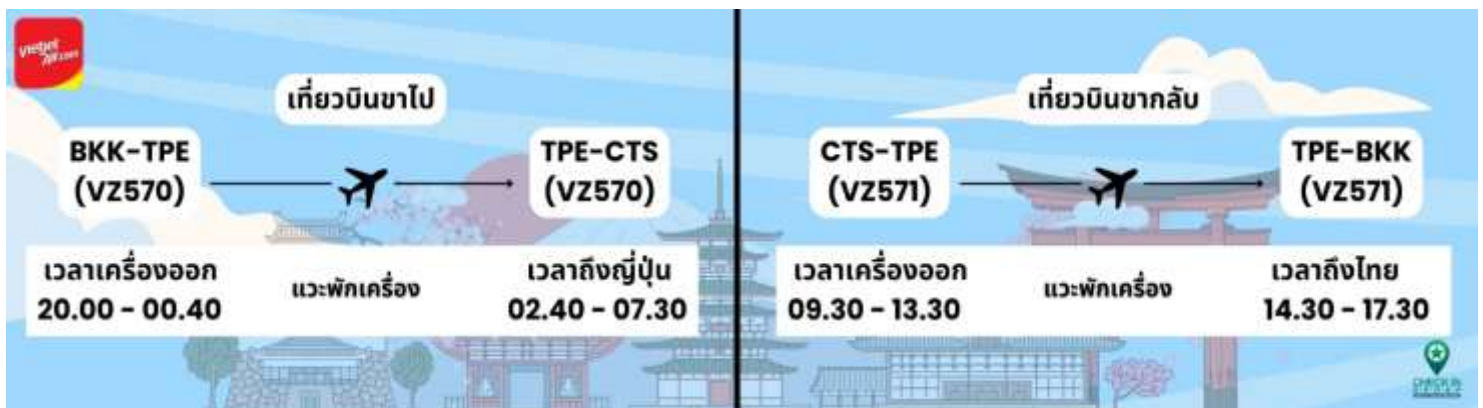 vietjet
Air.com
เที่ยวบินขาไป
BKK-TPE
(VZ570)
TPE-CTS
(VZ570)
เวลาเครื่องออก
20.00 - 00.40
แวะพักเครื่อง
เวลาถึงญี่ปุ่น
02.40 - 07.30
เที่ยวบินขากลับ
CTS-TPE
(VZ571)
TPE-BKK
(VZ571)
เวลาเครื่องออก
09.30 - 13.30
แวะพักเครื่อง
เวลาถึงไทย
14.30 - 17.30
CHECK IN